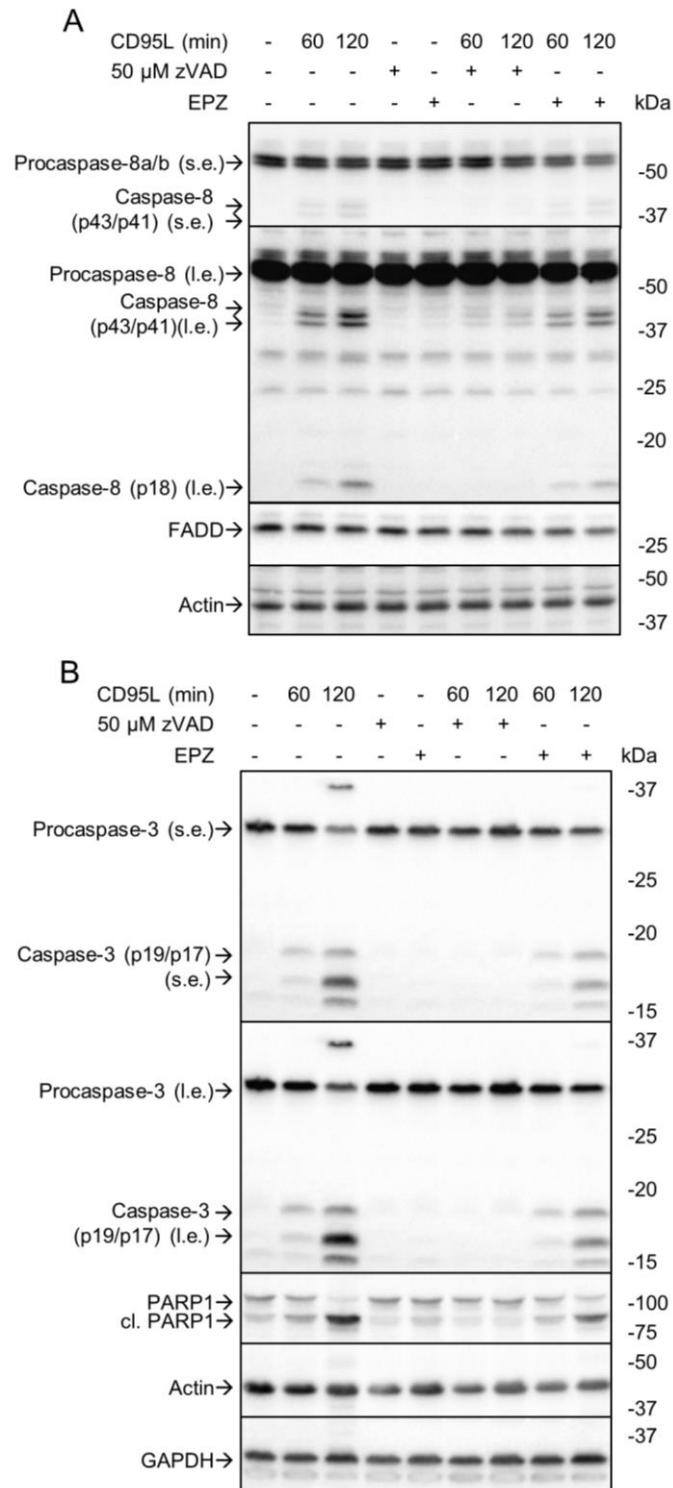 A
CD95L (min) - 60 120 - - 60 120 60 120
50 µM zVAD - - - + - + + - -
EPZ - - - - + - - + + kDa
Procaspase-8a/b (s.e.)→ -50
Caspase-8 →
(p43/p41) (s.e.) → -37
Procaspase-8 (l.e.)→ -50
Caspase-8 →
(p43/p41)(l.e.) → -37
-25
-20
Caspase-8 (p18) (l.e.)→
FADD→ -25
-50
Actin→ -37
B
CD95L (min) - 60 120 - - 60 120 60 120
50 µM zVAD - - - + - + + - -
EPZ - - - - + - - + + kDa
-37
Procaspase-3 (s.e.)→
-25
-20
Caspase-3 (p19/p17) →
(s.e.)→ -15
-37
Procaspase-3 (l.e.)→
-25
-20
Caspase-3 →
(p19/p17) (l.e.) → -15
PARP1→ -100
cl. PARP1→ -75
-50
Actin→ -37
-37
GAPDH→